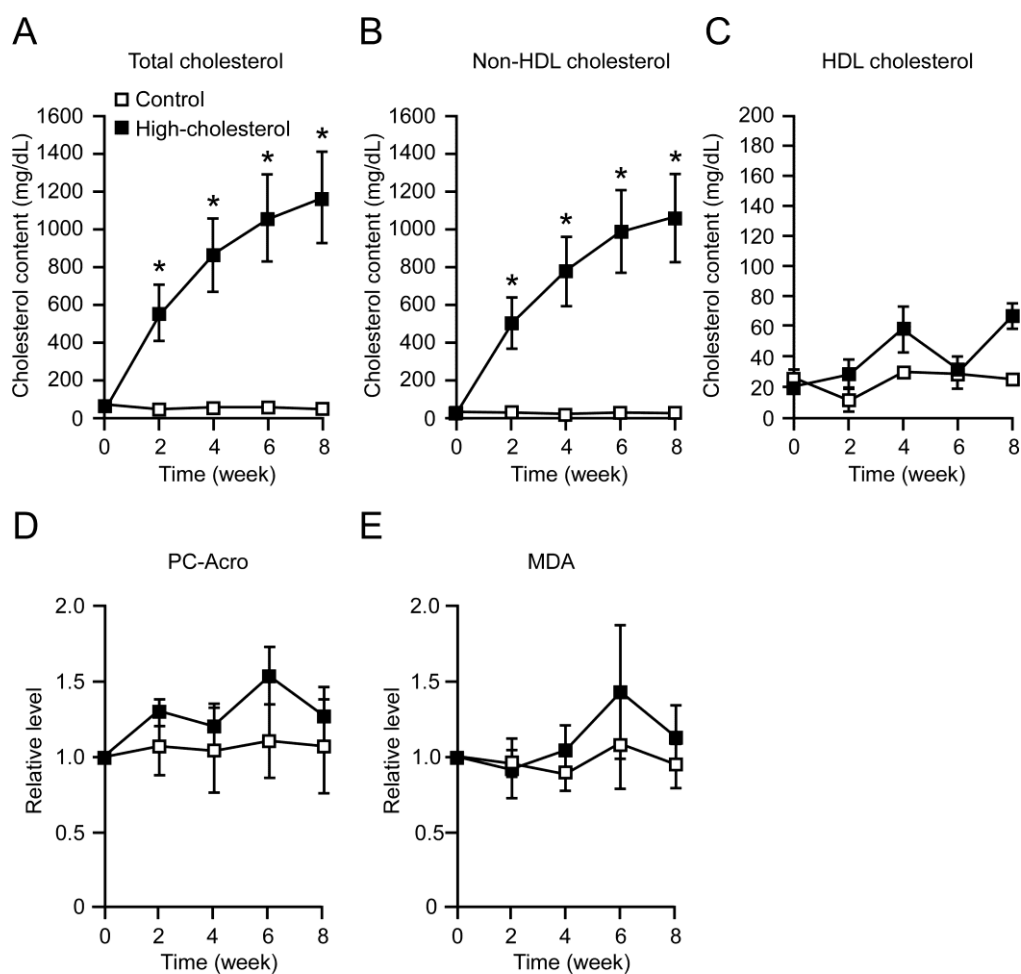 A
B
C
Total cholesterol
Non-HDL cholesterol
HDL cholesterol
Control
High-cholesterol
Cholesterol content (mg/dL)
1600
1400
1200
1000
800
600
400
200
0
0 2 4 6 8
Time (week)
* * * *
Cholesterol content (mg/dL)
1600
1400
1200
1000
800
600
400
200
0
0 2 4 6 8
Time (week)
* * * *
Cholesterol content (mg/dL)
200
180
160
140
120
100
80
60
40
20
0
0 2 4 6 8
Time (week)
D
E
PC-Acro
MDA
Relative level
2.0
1.5
1.0
0.5
0
0 2 4 6 8
Time (week)
Relative level
2.0
1.5
1.0
0.5
0
0 2 4 6 8
Time (week)